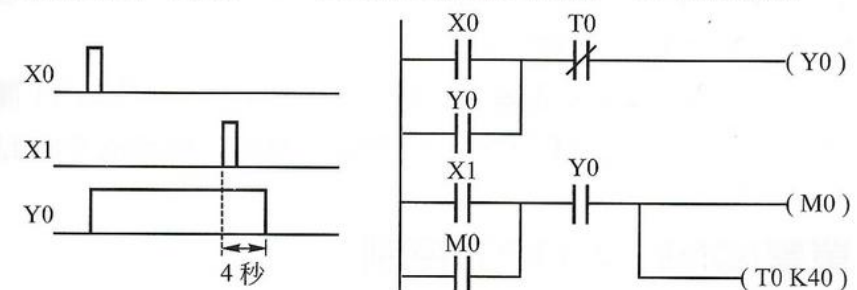 X0
X1
Y0
4 秒
X0 T0
( Y0 )
Y0
X1 Y0
( M0 )
M0
( T0 K40 )